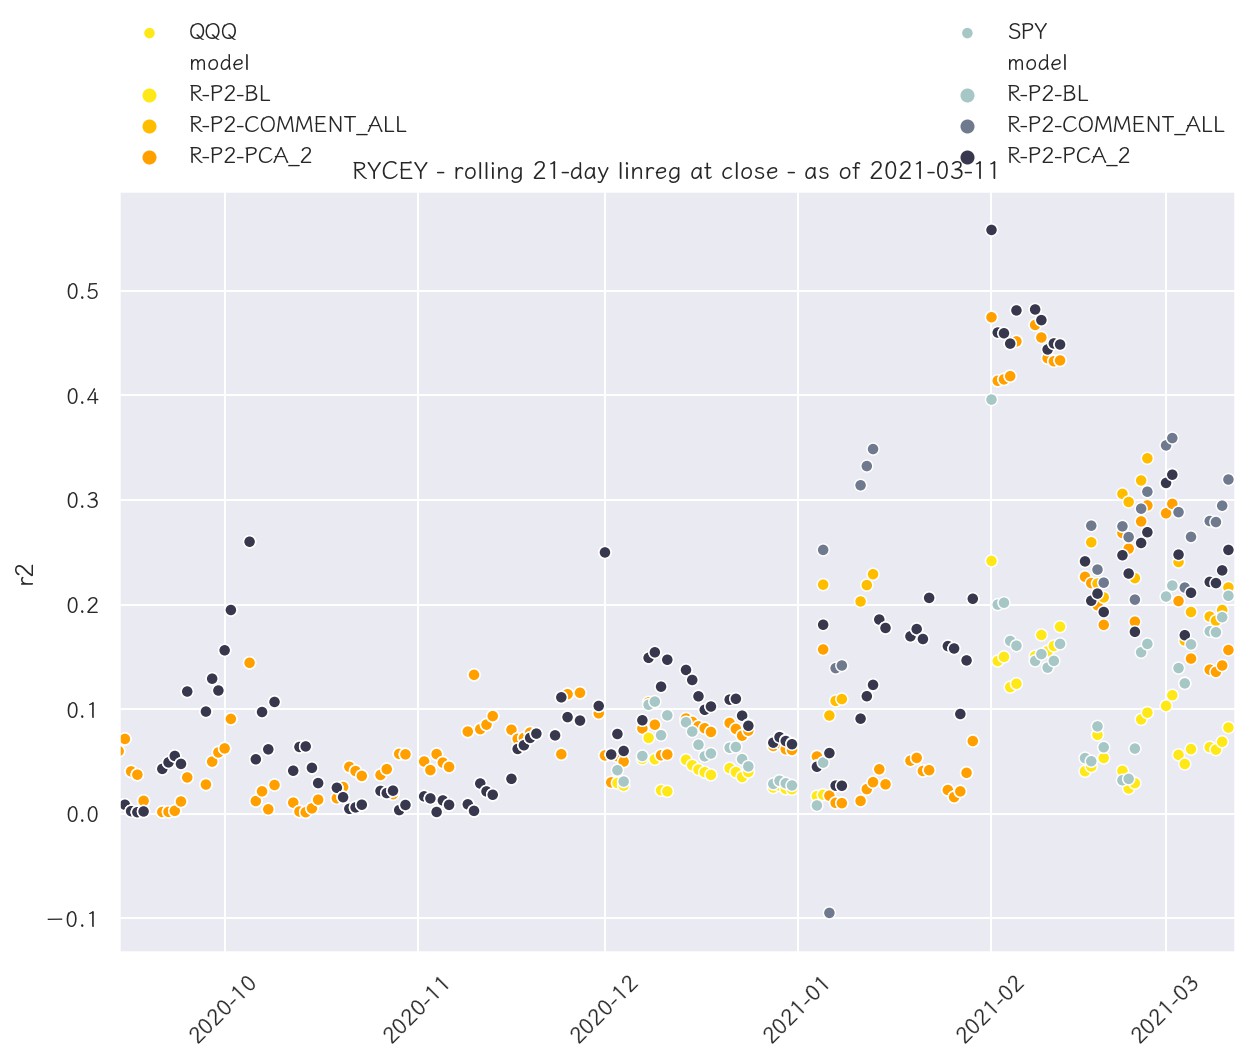 QQQ
model
R-P2-BL
R-P2-COMMENT_ALL
R-P2-PCA_2
SPY
model
R-P2-BL
R-P2-COMMENT_ALL
R-P2-PCA_2
RYCEY - rolling 21-day linreg at close - as of 2021-03-11
r2
0.5
0.4
0.3
0.2
0.1
0.0
−0.1
2020-10
2020-11
2020-12
2021-01
2021-02
2021-03